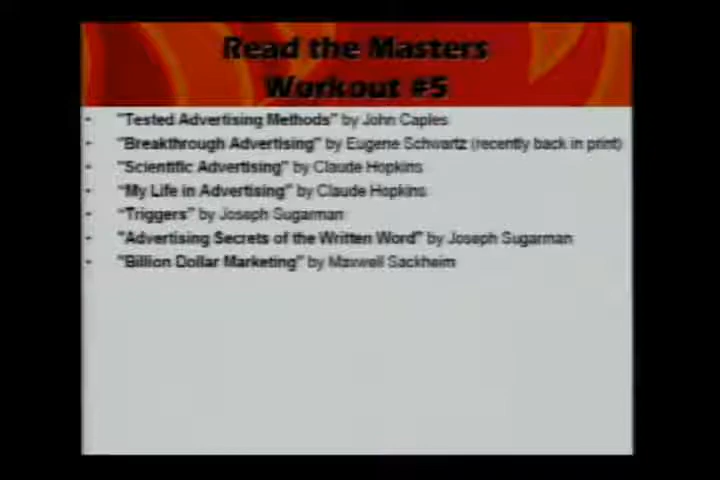 Read the Masters
Workout #5
• "Tested Advertising Methods" by John Caples
• "Breakthrough Advertising" by Eugene Schwartz (recently back in print)
• "Scientific Advertising" by Claude Hopkins
• "My Life in Advertising" by Claude Hopkins
• "Triggers" by Joseph Sugarman
• "Advertising Secrets of the Written Word" by Joseph Sugarman
• "Billion Dollar Marketing" by Maxwell Sackheim